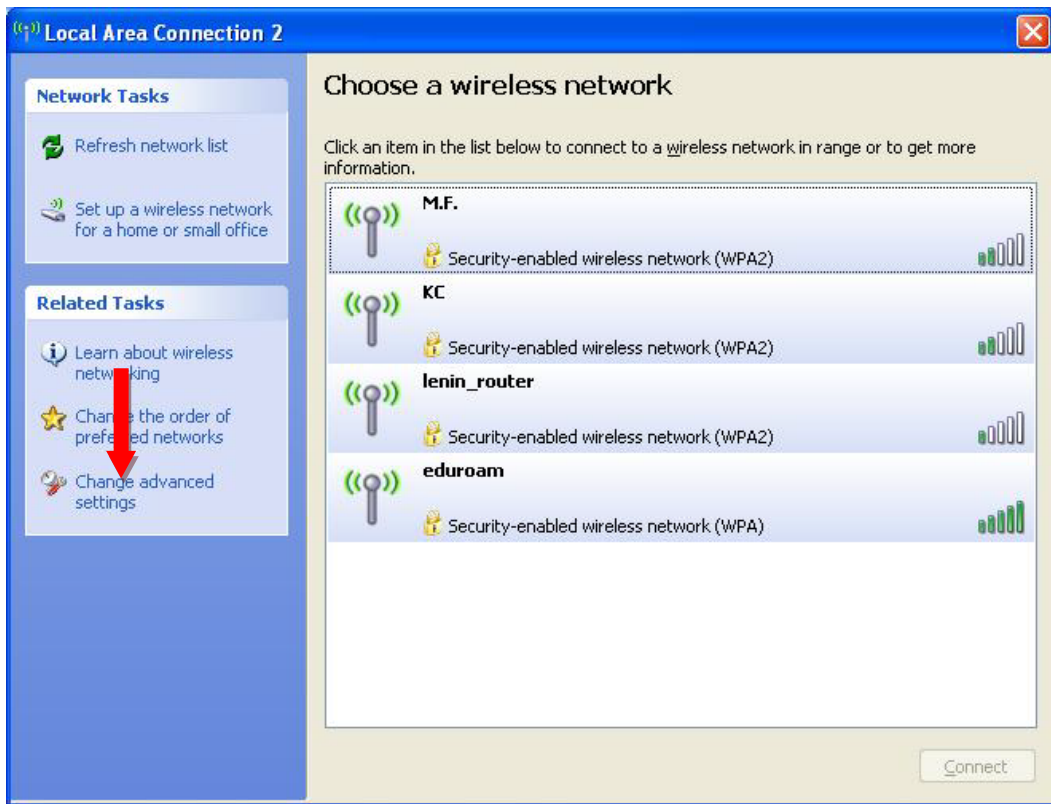 Local Area Connection 2
Network Tasks
Refresh network list
Set up a wireless network
for a home or small office
Related Tasks
Learn about wireless
networking
Change the order of
preferred networks
Change advanced
settings
Choose a wireless network
Click an item in the list below to connect to a wireless network in range or to get more
information.
M.F.
Security-enabled wireless network (WPA2)
KC
Security-enabled wireless network (WPA2)
lenin_router
Security-enabled wireless network (WPA2)
eduroam
Security-enabled wireless network (WPA)
Connect